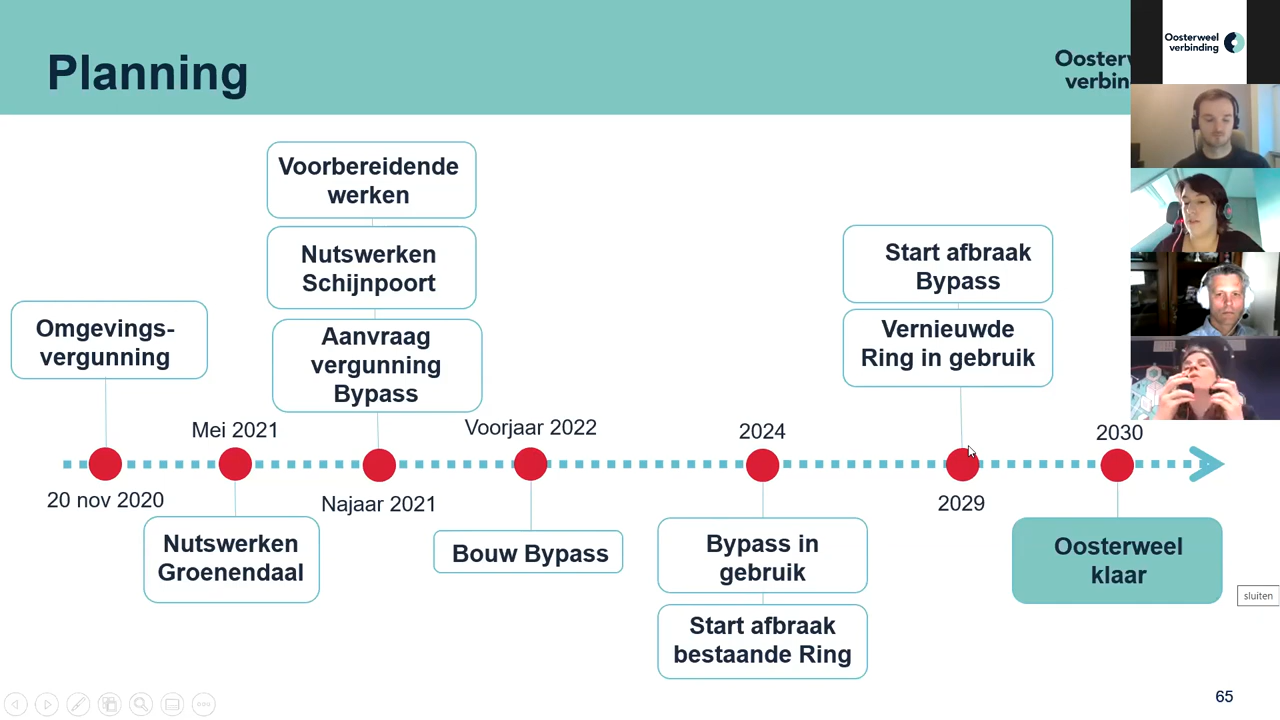 Planning
Ooster
verbin
Oosterweel
verbinding
Voorbereidende
werken
Nutswerken
Schijnpoort
Aanvraag
vergunning
Bypass
Omgevings-
vergunning
Start afbraak
Bypass
Vernieuwde
Ring in gebruik
Mei 2021
Voorjaar 2022
2024
2030
20 nov 2020
Najaar 2021
2029
Nutswerken
Groenendaal
Bouw Bypass
Bypass in
gebruik
Start afbraak
bestaande Ring
Oosterweel
klaar
sluiten
65